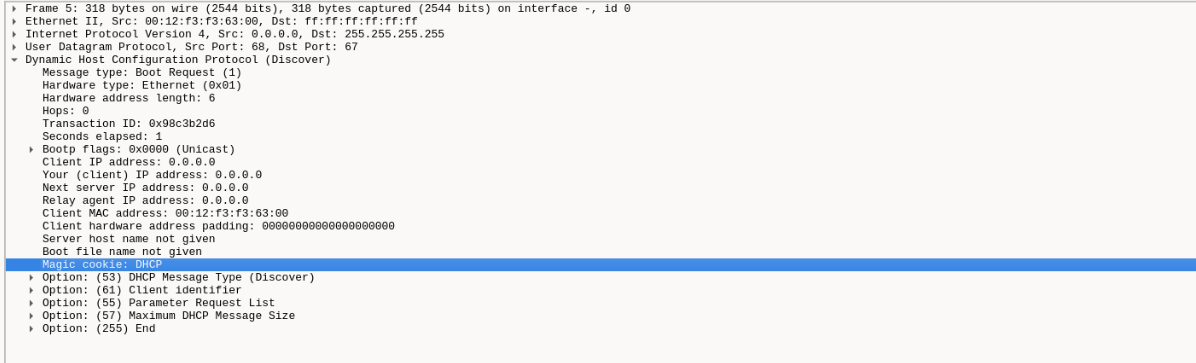 Frame 5: 318 bytes on wire (2544 bits), 318 bytes captured (2544 bits) on interface -, id 0
Ethernet II, Src: 00:12:f3:f3:63:00, Dst: ff:ff:ff:ff:ff:ff
Internet Protocol Version 4, Src: 0.0.0.0, Dst: 255.255.255.255
User Datagram Protocol, Src Port: 68, Dst Port: 67
Dynamic Host Configuration Protocol (Discover)
Message type: Boot Request (1)
Hardware type: Ethernet (0x01)
Hardware address length: 6
Hops: 0
Transaction ID: 0x98c3b2d6
Seconds elapsed: 1
Bootp flags: 0x0000 (Unicast)
Client IP address: 0.0.0.0
Your (client) IP address: 0.0.0.0
Next server IP address: 0.0.0.0
Relay agent IP address: 0.0.0.0
Client MAC address: 00:12:f3:f3:63:00
Client hardware address padding: 00000000000000000000
Server host name not given
Boot file name not given
Magic cookie: DHCP
Option: (53) DHCP Message Type (Discover)
Option: (61) Client identifier
Option: (55) Parameter Request List
Option: (57) Maximum DHCP Message Size
Option: (255) End